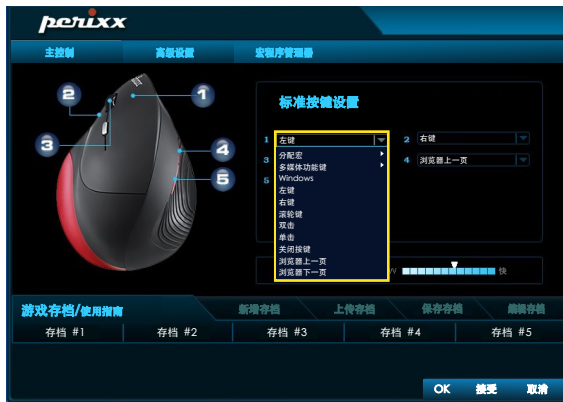 perixx
主控制 高级设置 宏程序管理器
标准按键设置
1 左键 2 右键
3 4 浏览器上一页
5
分配宏
多媒体功能键
Windows
左键
右键
滚轮键
双击
单击
关闭按键
浏览器上一页
浏览器下一页
快
1
2
3
4
5
游戏存档/使用指南 新增存档 上传存档 保存存档 编辑存档
存档 #1 存档 #2 存档 #3 存档 #4 存档 #5
OK 接受 取消